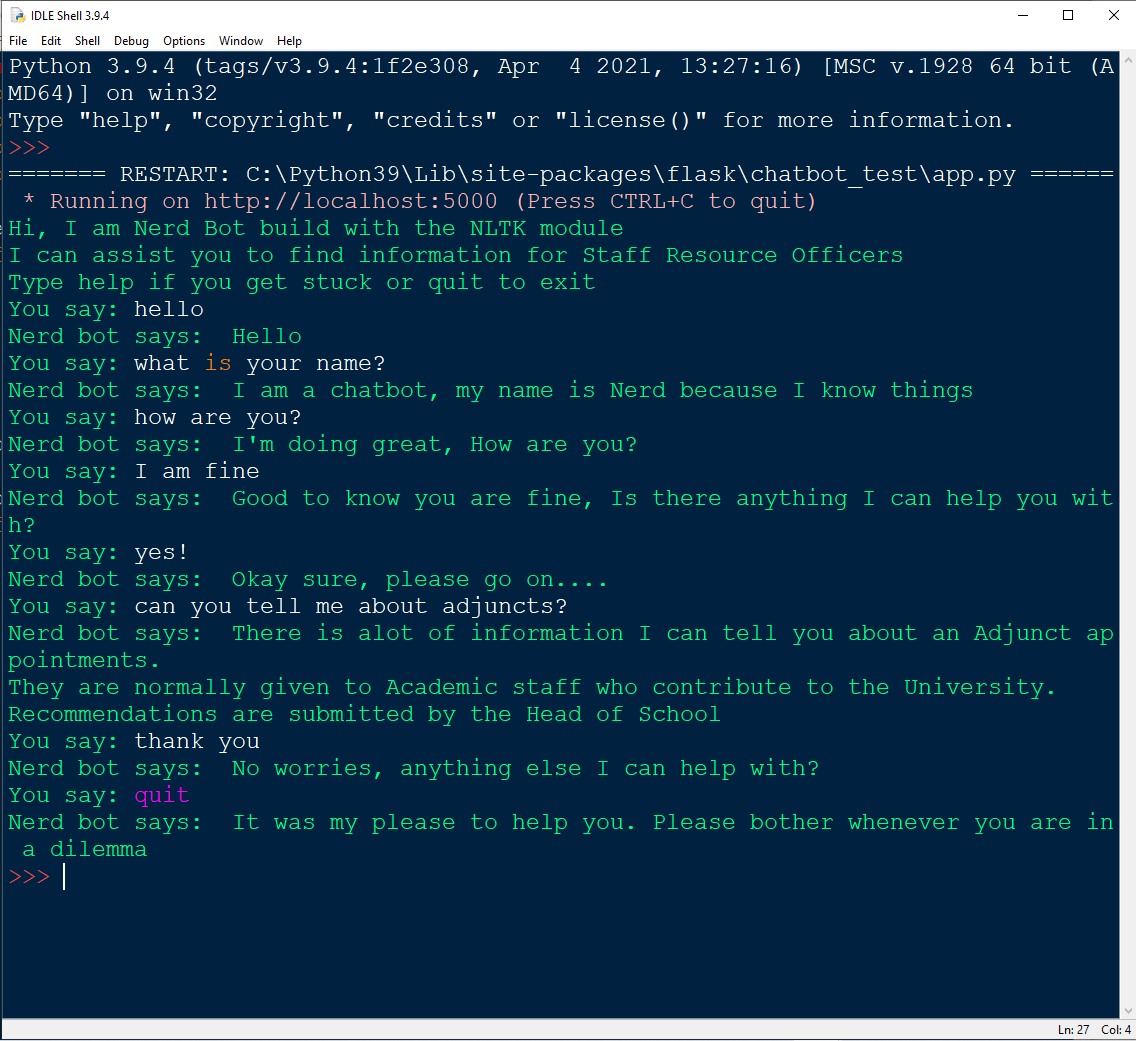 IDLE Shell 3.9.4
File Edit Shell Debug Options Window Help
Python 3.9.4 (tags/v3.9.4:1f2e308, Apr  4 2021, 13:27:16) [MSC v.1928 64 bit (A
MD64)] on win32
Type "help", "copyright", "credits" or "license()" for more information.
>>>
======= RESTART: C:\Python39\Lib\site-packages\flask\chatbot_test\app.py ======
 * Running on http://localhost:5000 (Press CTRL+C to quit)
Hi, I am Nerd Bot build with the NLTK module
I can assist you to find information for Staff Resource Officers
Type help if you get stuck or quit to exit
You say: hello
Nerd bot says:  Hello
You say: what is your name?
Nerd bot says:  I am a chatbot, my name is Nerd because I know things
You say: how are you?
Nerd bot says:  I'm doing great, How are you?
You say: I am fine
Nerd bot says:  Good to know you are fine, Is there anything I can help you wit
h?
You say: yes!
Nerd bot says:  Okay sure, please go on....
You say: can you tell me about adjuncts?
Nerd bot says:  There is alot of information I can tell you about an Adjunct ap
pointments.
They are normally given to Academic staff who contribute to the University.
Recommendations are submitted by the Head of School
You say: thank you
Nerd bot says:  No worries, anything else I can help with?
You say: quit
Nerd bot says:  It was my please to help you. Please bother whenever you are in
 a dilemma
>>>
Ln: 27 Col: 4